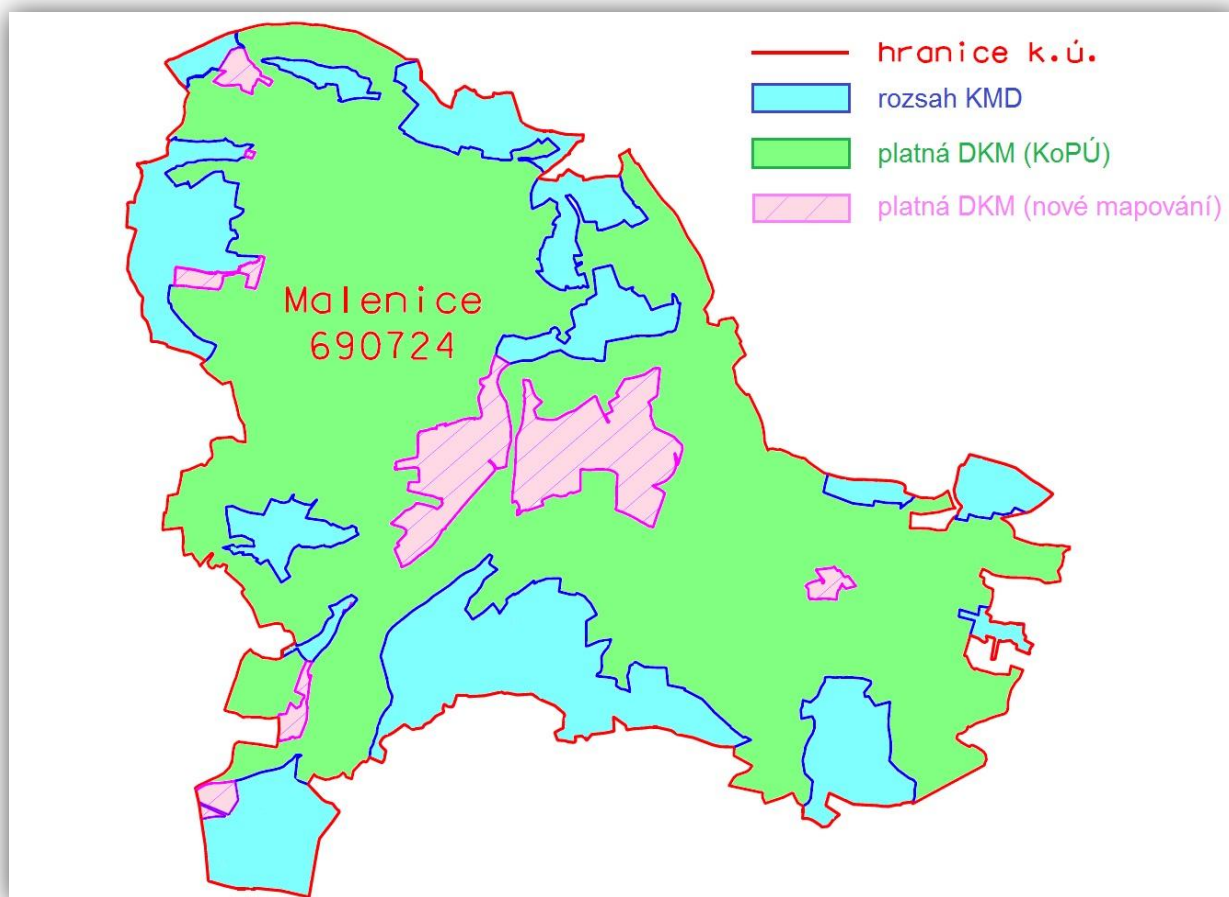 hranice k.ú.
rozsah KMD
platná DKM (KoPÚ)
platná DKM (nové mapování)
Malenice
690724